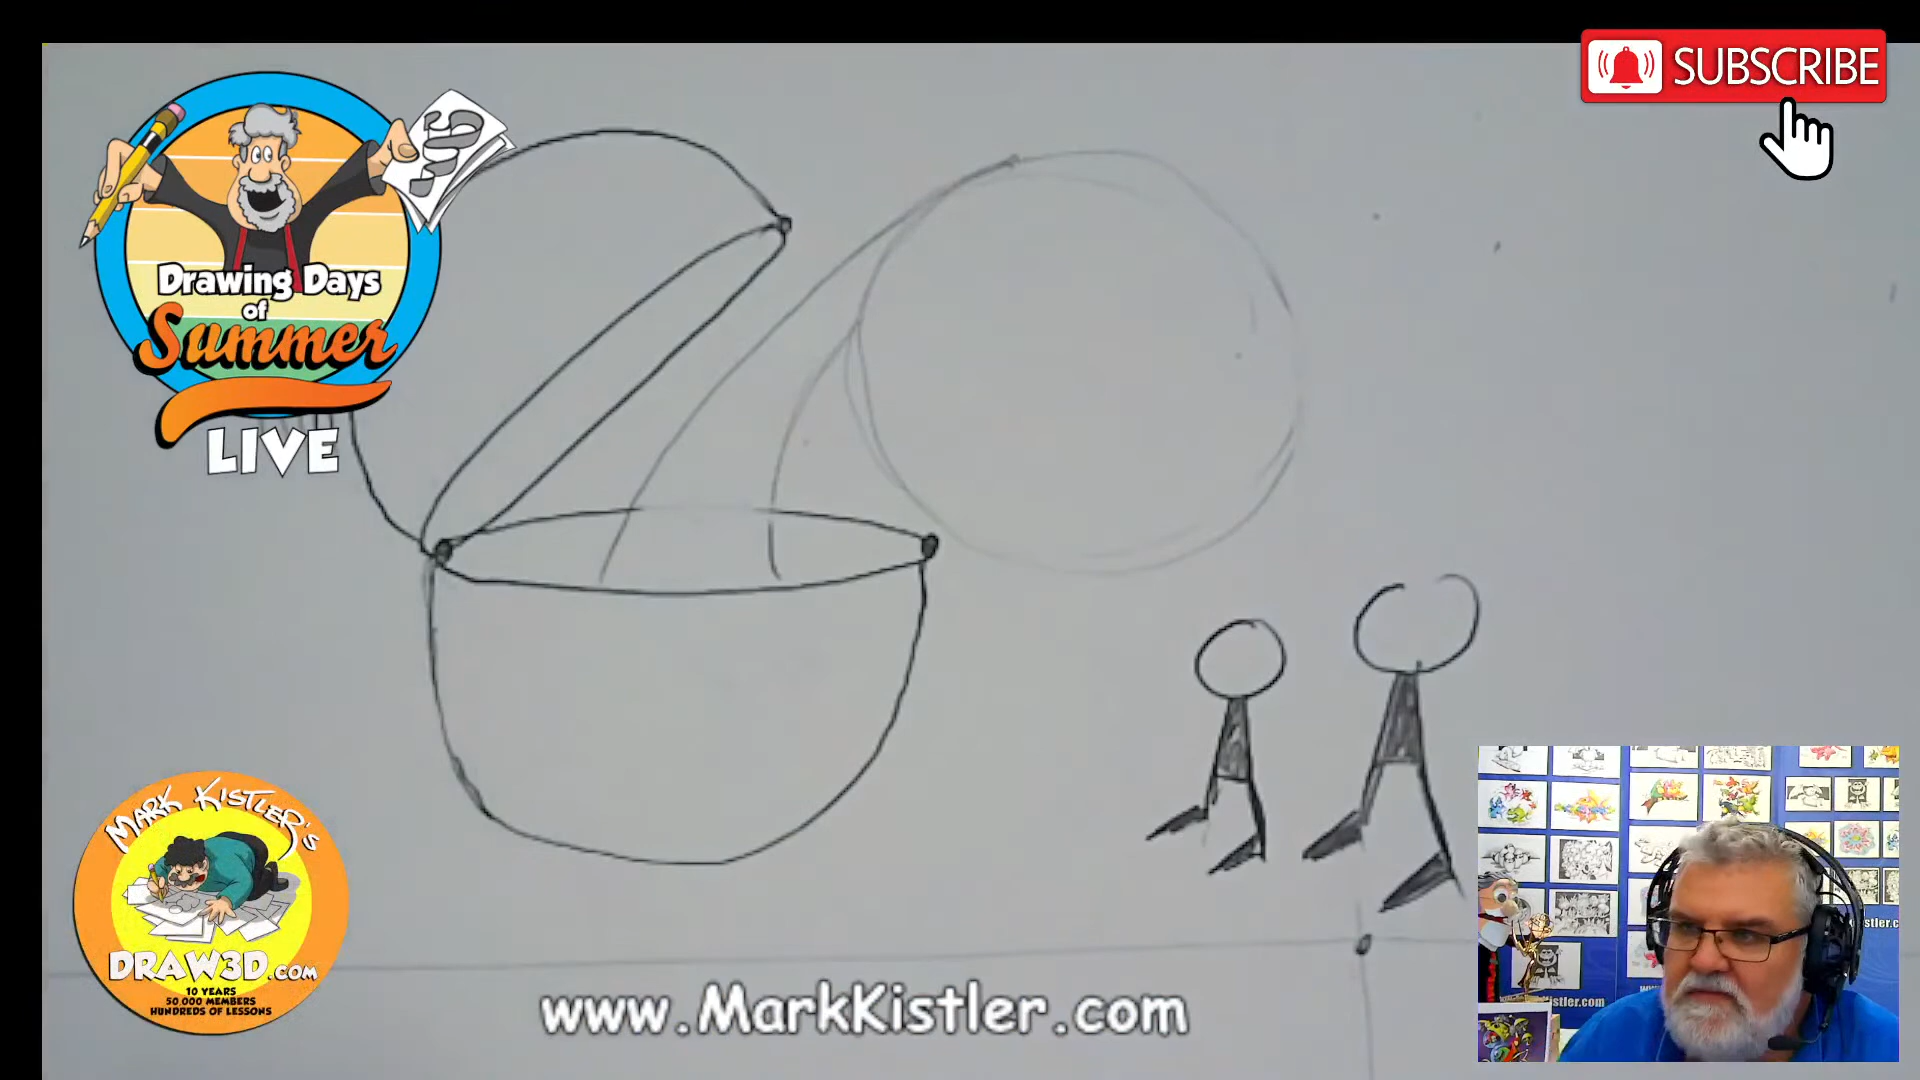 SUBSCRIBE
3D
Drawing Days
of
Summer
LIVE
MARK KISTLER'S
DRAW3D.COM
10 YEARS
50,000 MEMBERS
HUNDREDS OF LESSONS
www.MarkKistler.com